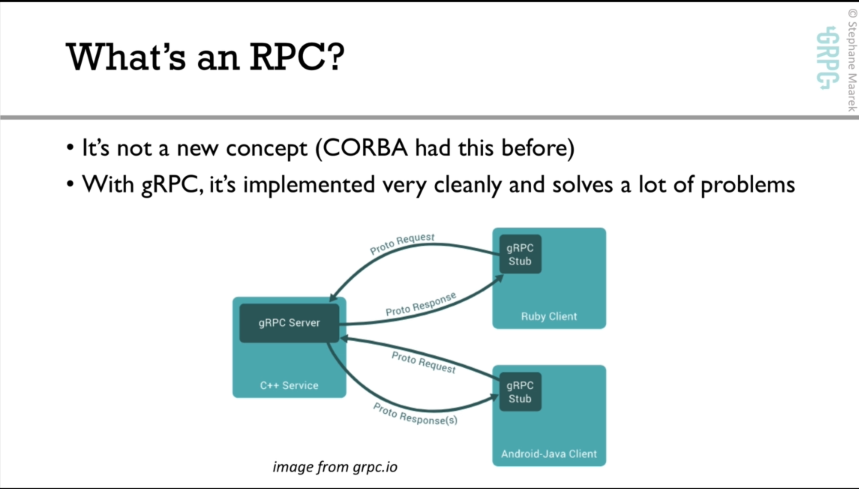 What's an RPC?
© Stephane Maarek
GRPC
• It's not a new concept (CORBA had this before)
• With gRPC, it's implemented very cleanly and solves a lot of problems
Proto Request
gRPC
Stub
Proto Response
Ruby Client
gRPC Server
C++ Service
Proto Request
gRPC
Stub
Proto Response(s)
Android-Java Client
image from grpc.io